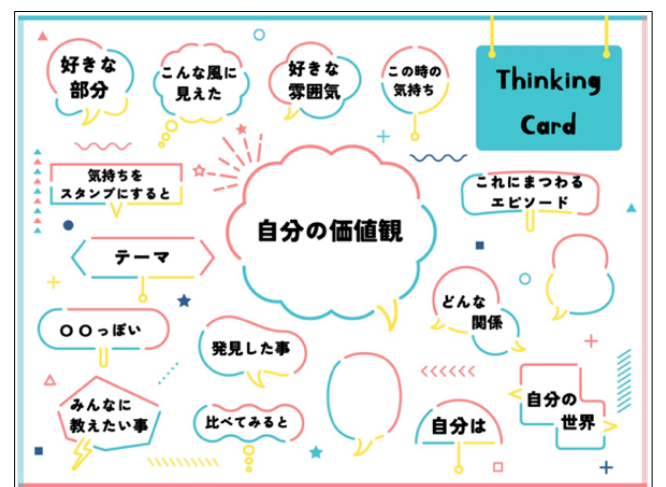 好きな
部分
こんな風に
見えた
好きな
雰囲気
この時の
気持ち
Thinking
Card
気持ちを
スタンプにすると
自分の価値観
これにまつわる
エピソード
テーマ
どんな
関係
〇〇っぽい
発見した事
みんなに
教えたい事
比べてみると
自分は
自分の
世界